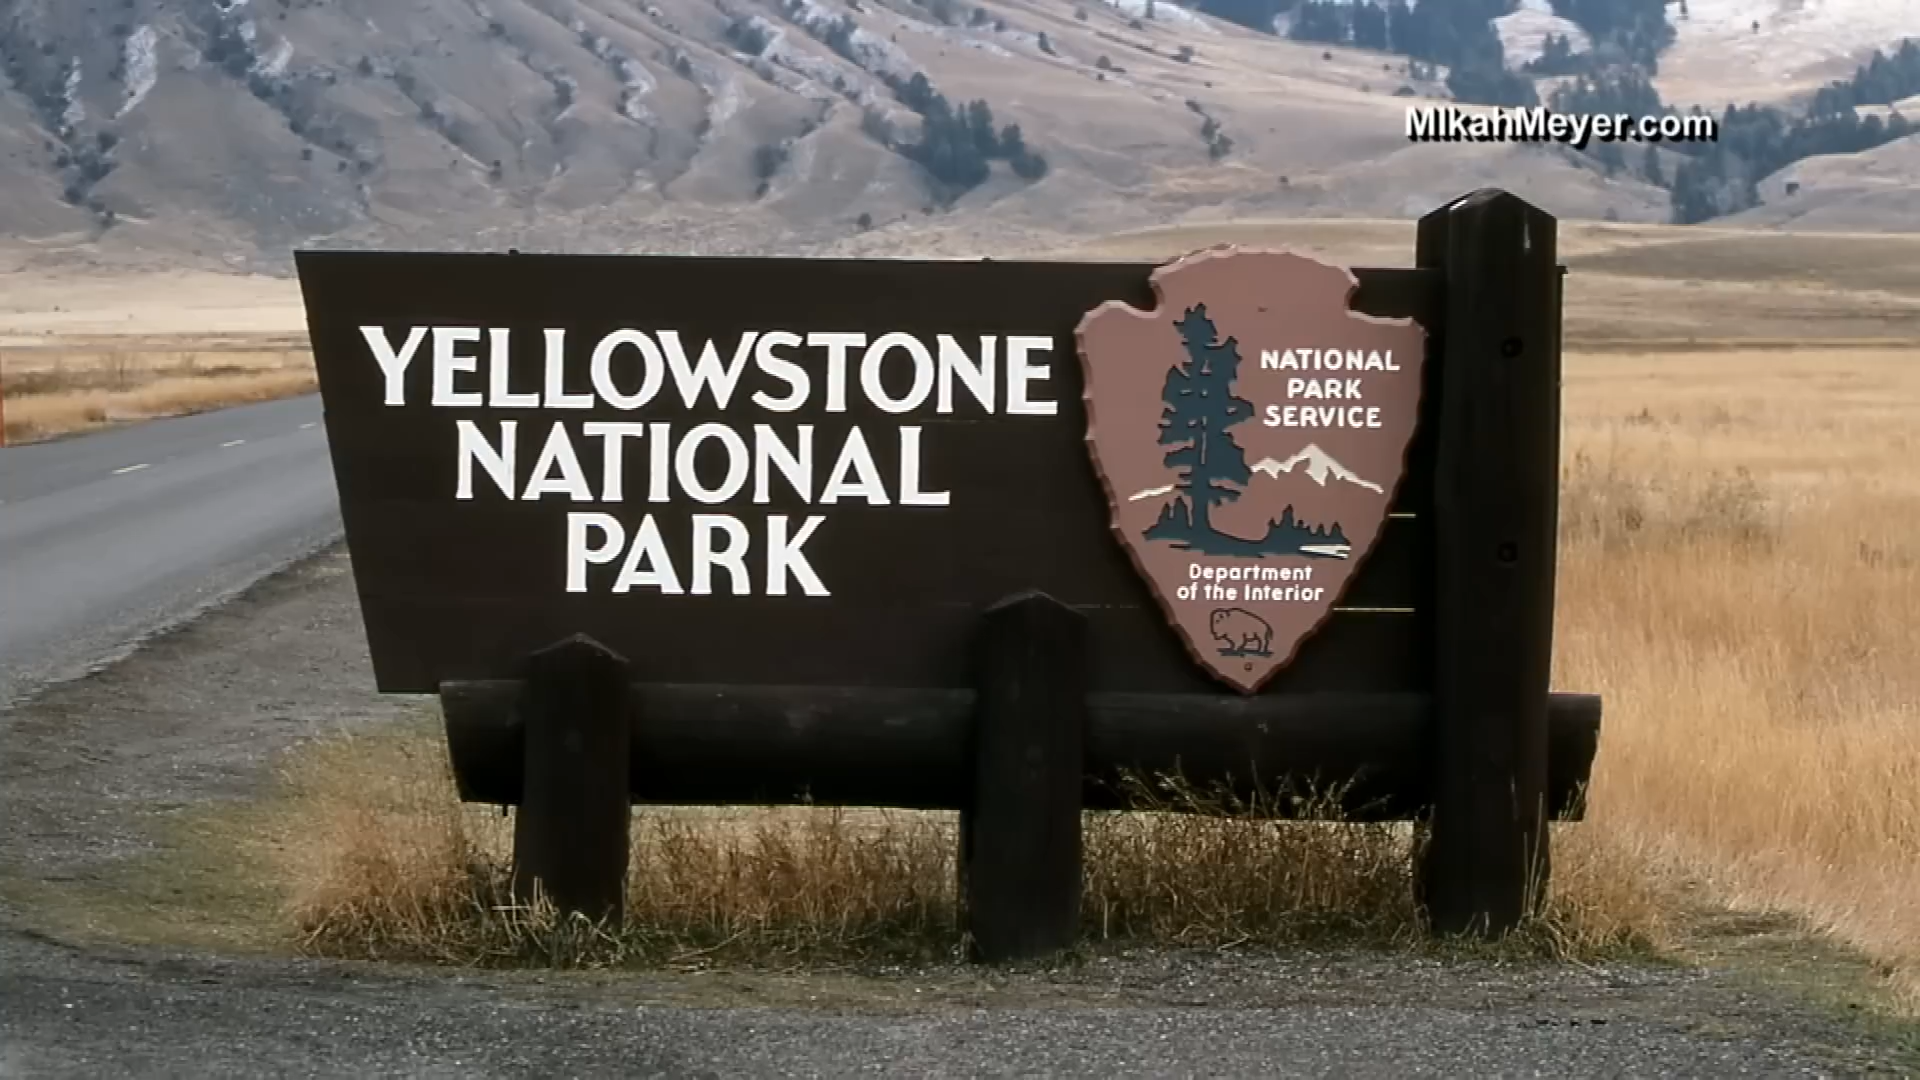 MIkahMeyer.com
YELLOWSTONE
NATIONAL
PARK
NATIONAL
PARK
SERVICE
Department
of the Interior